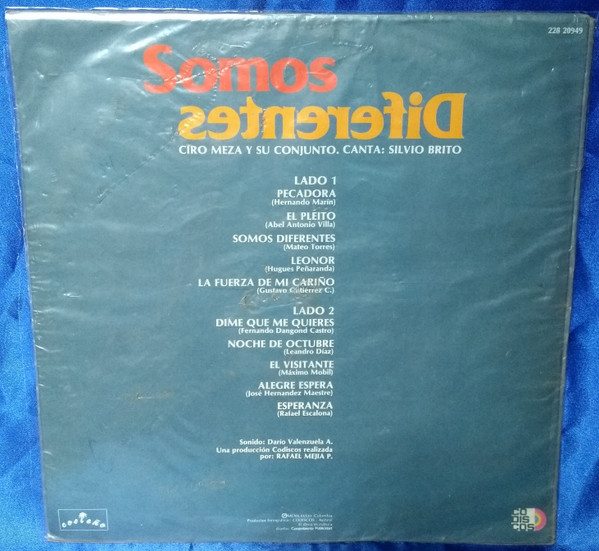 228 20949
Somos
Diferentes
CIRO MEZA Y SU CONJUNTO. CANTA: SILVIO BRITO
LADO 1
PECADORA
(Hernando Marín)
EL PLEITO
(Abel Antonio Villa)
SOMOS DIFERENTES
(Mateo Torres)
LEONOR
(Hugues Peñaranda)
LA FUERZA DE MI CARIÑO
(Gustavo Gutiérrez C.)
LADO 2
DIME QUE ME QUIERES
(Fernando Dangond Castro)
NOCHE DE OCTUBRE
(Leandro Díaz)
EL VISITANTE
(Máximo Mobil)
ALEGRE ESPERA
(José Hernandez Maestre)
ESPERANZA
(Rafael Escalona)
Sonido: Darío Valenzuela A.
Una producción Codiscos realizada
por: RAFAEL MEJIA P.
costeño
CO
DIS
COS